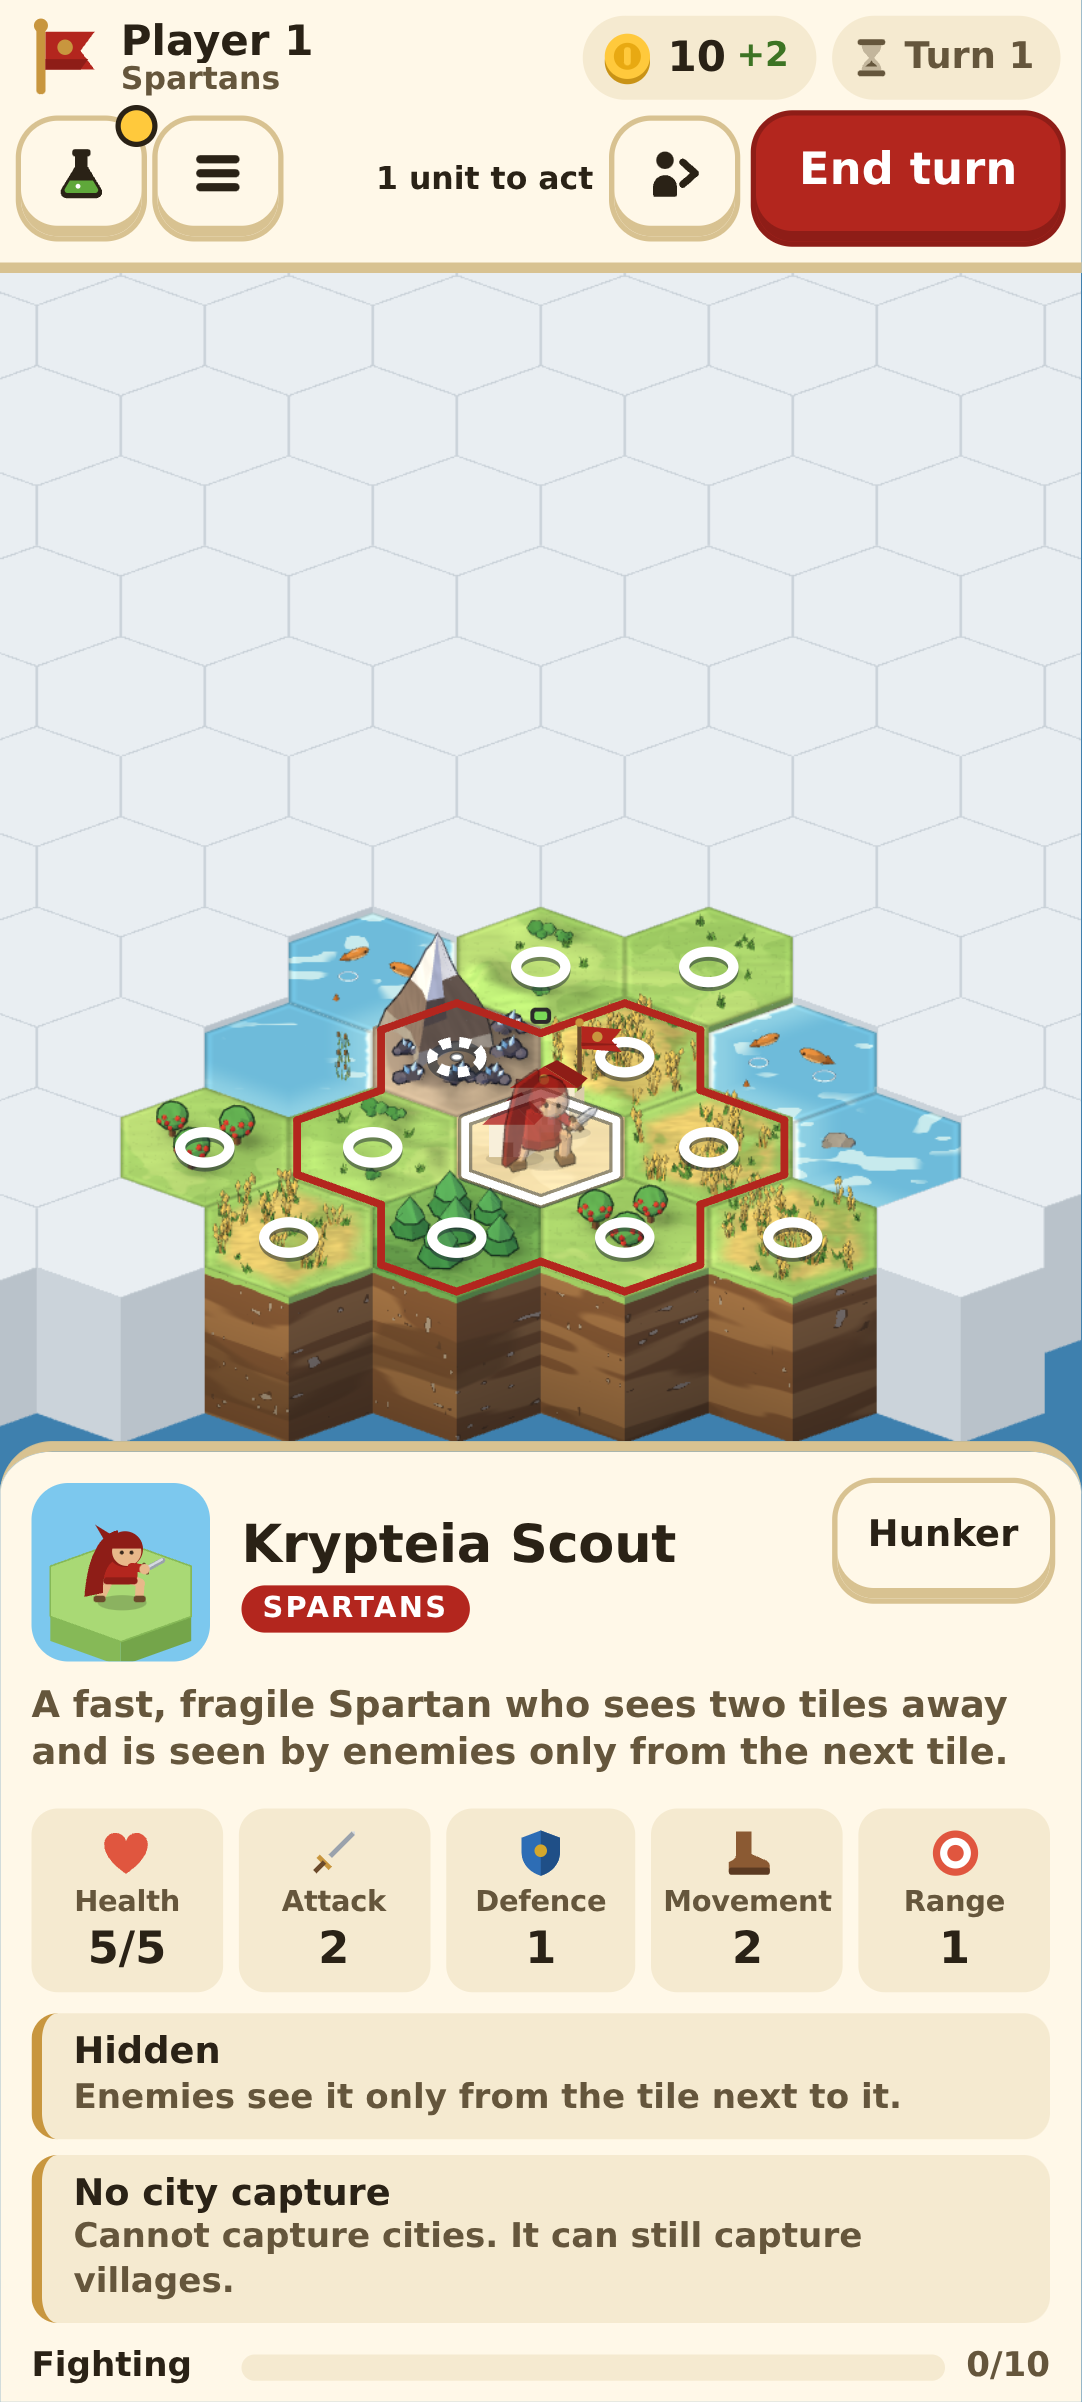 Player 1
Spartans
10 +2
Turn 1
1 unit to act
End turn
Krypteia Scout
SPARTANS
Hunker
A fast, fragile Spartan who sees two tiles away
and is seen by enemies only from the next tile.
Health
5/5
Attack
2
Defence
1
Movement
2
Range
1
Hidden
Enemies see it only from the tile next to it.
No city capture
Cannot capture cities. It can still capture
villages.
Fighting
0/10